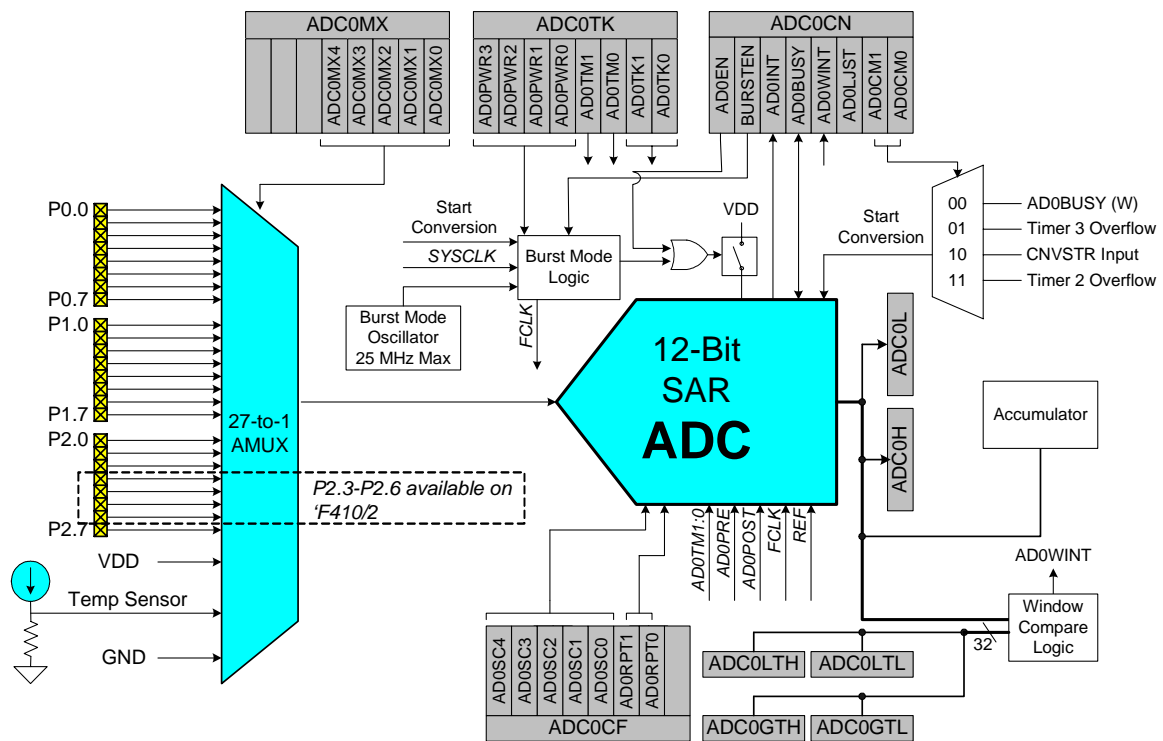 ADC0MX
ADC0MX4
ADC0MX3
ADC0MX2
ADC0MX1
ADC0MX0
ADC0TK
AD0PWR3
AD0PWR2
AD0PWR1
AD0PWR0
AD0TM1
AD0TM0
AD0TK1
AD0TK0
ADC0CN
AD0EN
BURSTEN
AD0INT
AD0BUSY
AD0WINT
AD0LJST
AD0CM1
AD0CM0
P0.0
P0.7
P1.0
P1.7
P2.0
P2.7
VDD
Temp Sensor
GND
27-to-1
AMUX
P2.3-P2.6 available on
‘F410/2
Start
Conversion
SYSCLK
Burst Mode
Logic
Burst Mode
Oscillator
25 MHz Max
FCLK
VDD
Start
Conversion
00
01
10
11
AD0BUSY (W)
Timer 3 Overflow
CNVSTR Input
Timer 2 Overflow
12-Bit
SAR
ADC
ADC0L
ADC0H
Accumulator
AD0TM1:0
AD0PRE
AD0POST
FCLK
REF
AD0WINT
Window
Compare
Logic
32
AD0SC4
AD0SC3
AD0SC2
AD0SC1
AD0SC0
AD0RPT1
AD0RPT0
ADC0CF
ADC0LTH
ADC0LTL
ADC0GTH
ADC0GTL